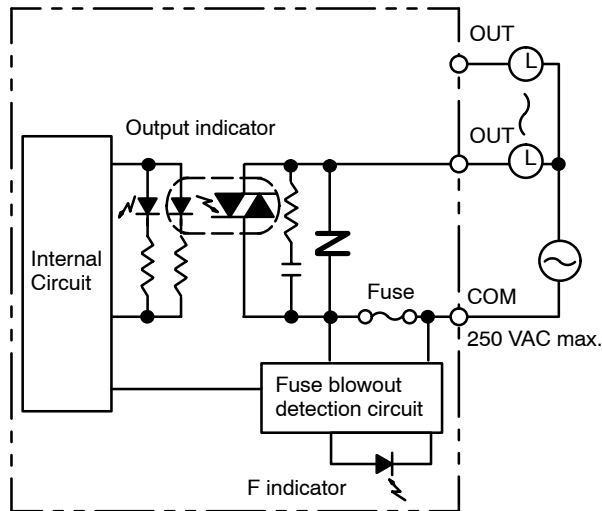 OUT
L
Output indicator
OUT
L
Internal
Circuit
Fuse
COM
250 VAC max.
Fuse blowout
detection circuit
F indicator